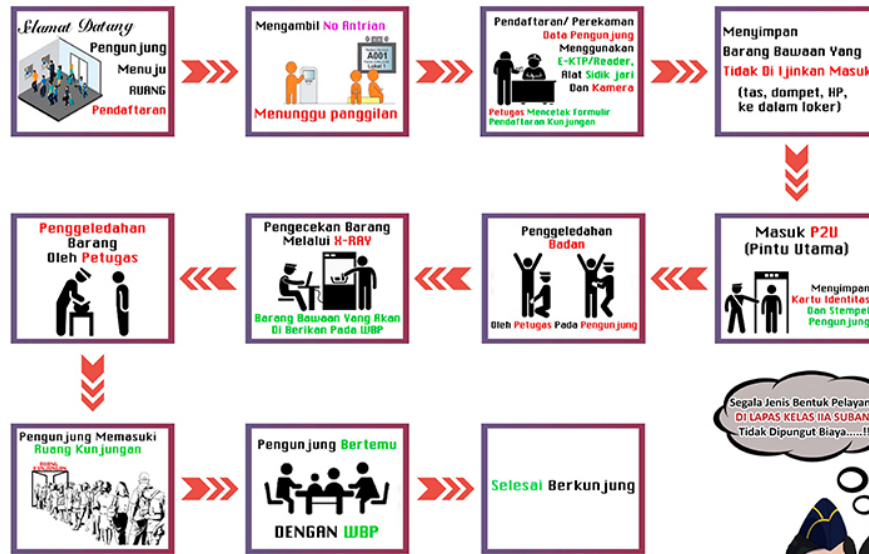 Selamat Datang
Pengunjung
Menuju
RUANG
Pendaftaran
Mengambil No Antrian
A001
Lokat 1
Menunggu panggilan
Pendaftaran/ Perekaman
Data Pengunjung
Menggunakan
E-KTP/Reader,
Alat Sidik jari
Dan Kamera
Petugas Mencetak Formulir
Pendaftaran Kunjungan
Menyimpan
Barang Bawaan Yang
Tidak Di Ijinkan Masuk
(tas, dompet, HP,
ke dalam loker)
Masuk P2U
(Pintu Utama)
Menyimpan
Kartu Identitas
Dan Stempel
Pengunjung
Penggeledahan
Badan
Oleh Petugas Pada Pengunjung
Pengecekan Barang
Melalui X-RAY
Barang Bawaan Yang Akan
Di Berikan Pada WBP
Penggeledahan
Barang
Oleh Petugas
Pengunjung Memasuki
Ruang Kunjungan
RUANG
KUNJUNGAN
Pengunjung Bertemu
DENGAN WBP
Selesai Berkunjung
Segala Jenis Bentuk Pelayan
DI LAPAS KELAS IIA SUBAN
Tidak Dipungut Biaya.....!!